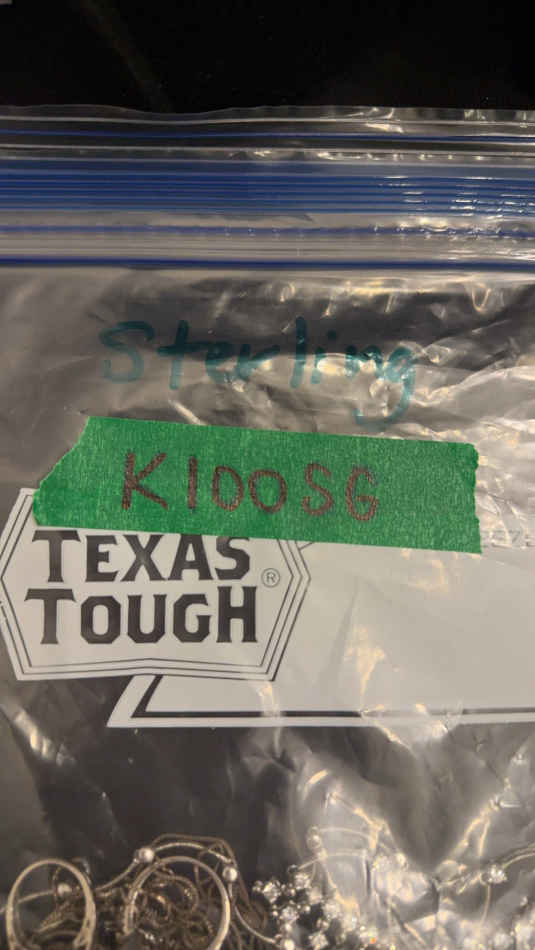 Sterling
K100SG
TEXAS
TOUGH®